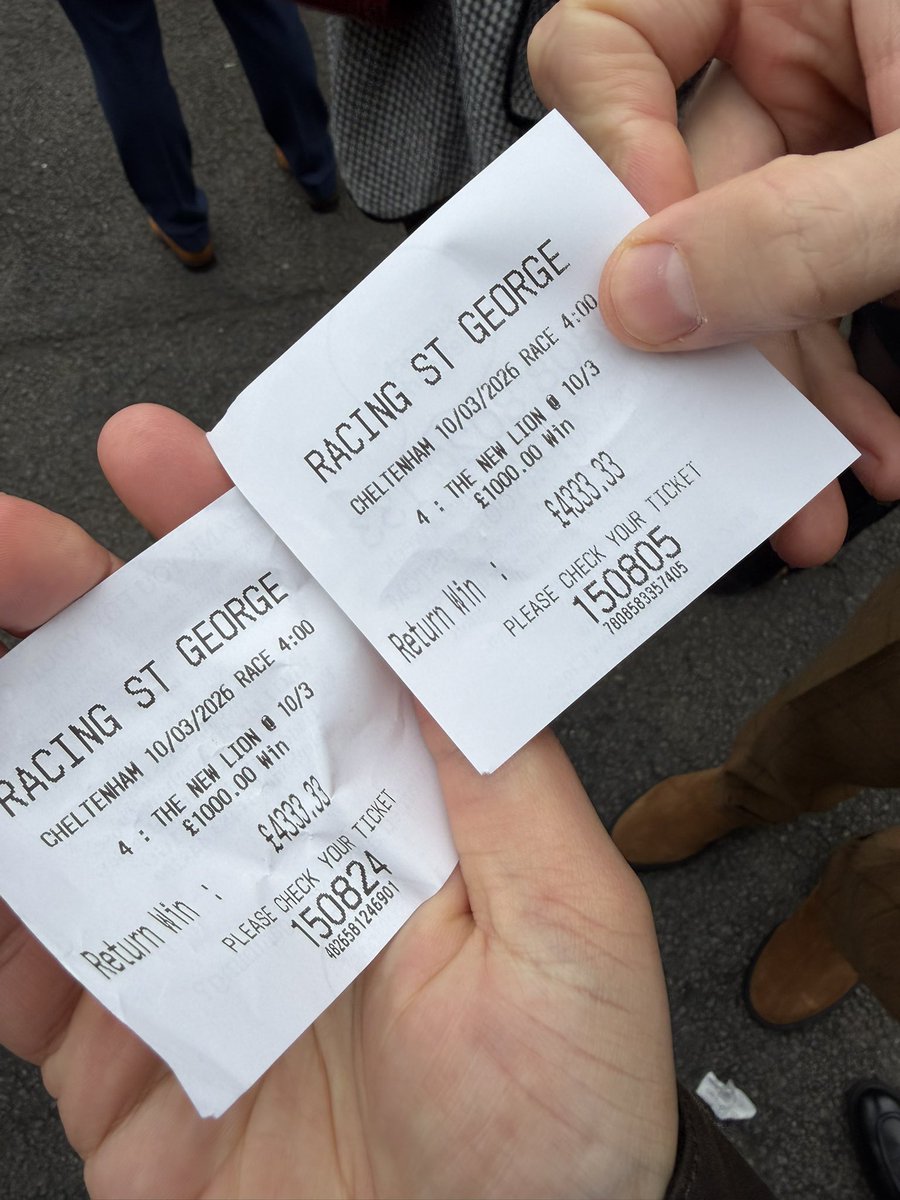 RACING ST GEORGE
CHELTENHAM 10/03/2026 RACE 4:00
4 : THE NEW LION @ 10/3
£1000.00 Win
Return Win : £4333.33
PLEASE CHECK YOUR TICKET
150805
7808583357405
RACING ST GEORGE
CHELTENHAM 10/03/2026 RACE 4:00
4 : THE NEW LION @ 10/3
£1000.00 Win
Return Win : £4333.33
PLEASE CHECK YOUR TICKET
150824
4826581246901